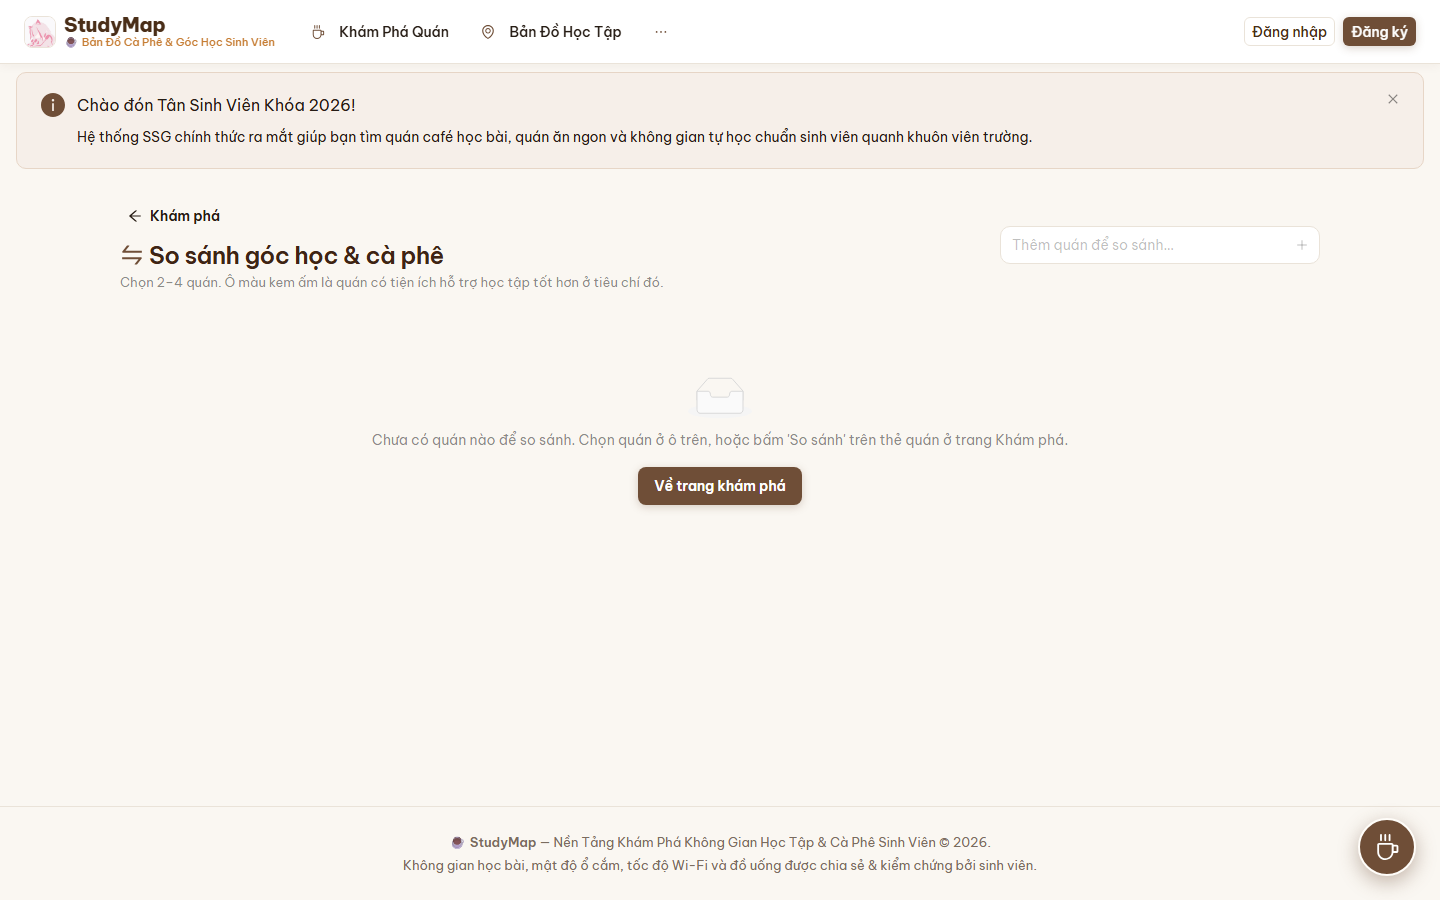 StudyMap
Bản Đồ Cà Phê & Góc Học Sinh Viên
Khám Phá Quán
Bản Đồ Học Tập
...
Đăng nhập
Đăng ký
Chào đón Tân Sinh Viên Khóa 2026!
Hệ thống SSG chính thức ra mắt giúp bạn tìm quán café học bài, quán ăn ngon và không gian tự học chuẩn sinh viên quanh khuôn viên trường.
Khám phá
So sánh góc học & cà phê
Chọn 2–4 quán. Ô màu kem ấm là quán có tiện ích hỗ trợ học tập tốt hơn ở tiêu chí đó.
Thêm quán để so sánh...
Chưa có quán nào để so sánh. Chọn quán ở ô trên, hoặc bấm 'So sánh' trên thẻ quán ở trang Khám phá.
Về trang khám phá
StudyMap — Nền Tảng Khám Phá Không Gian Học Tập & Cà Phê Sinh Viên © 2026.
Không gian học bài, mật độ ổ cắm, tốc độ Wi-Fi và đồ uống được chia sẻ & kiểm chứng bởi sinh viên.